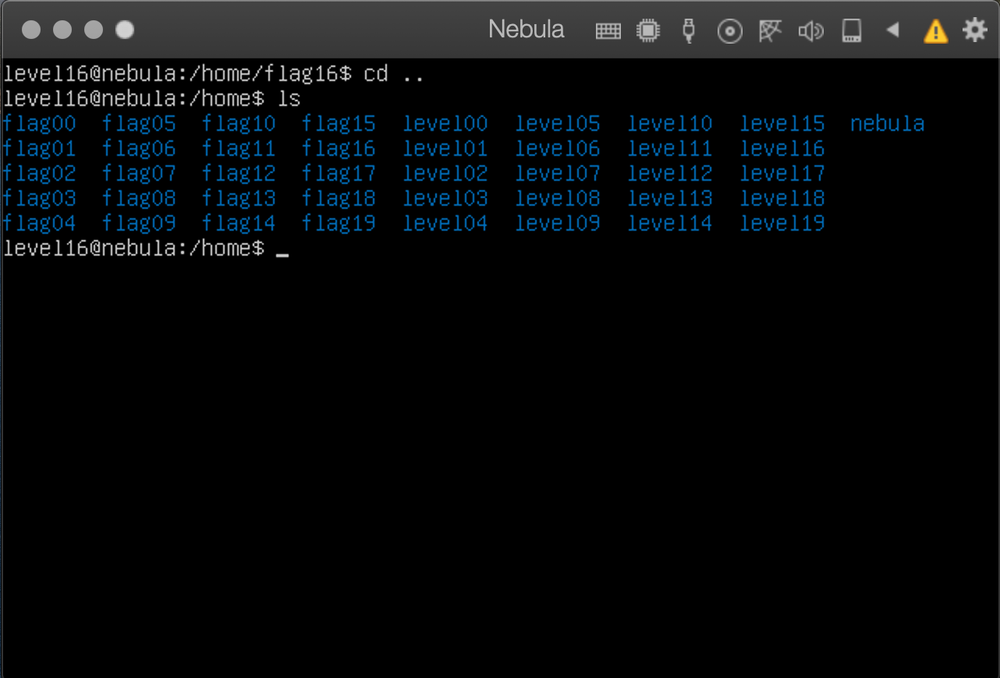 Nebula
level16@nebula:/home/flag16$ cd ..
level16@nebula:/home$ ls
flag00  flag05  flag10  flag15  level00  level05  level10  level15  nebula
flag01  flag06  flag11  flag16  level01  level06  level11  level16
flag02  flag07  flag12  flag17  level02  level07  level12  level17
flag03  flag08  flag13  flag18  level03  level08  level13  level18
flag04  flag09  flag14  flag19  level04  level09  level14  level19
level16@nebula:/home$ _